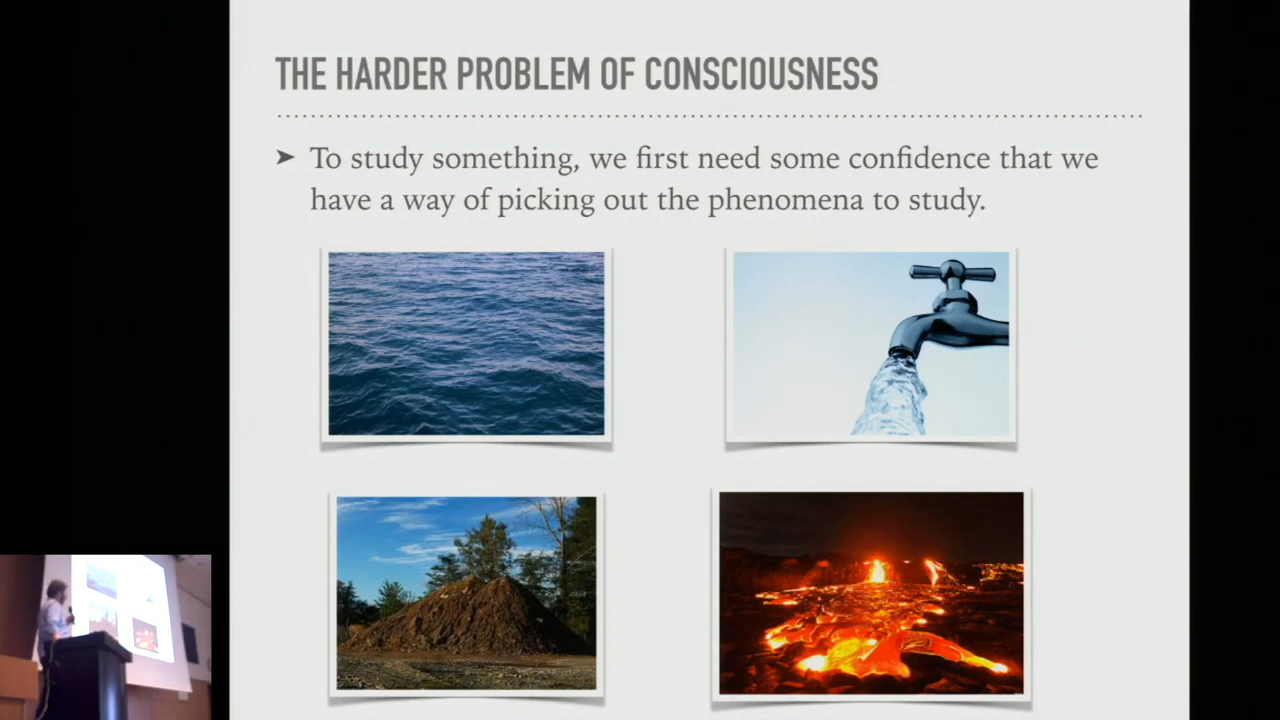 THE HARDER PROBLEM OF CONSCIOUSNESS
➤ To study something, we first need some confidence that we
have a way of picking out the phenomena to study.